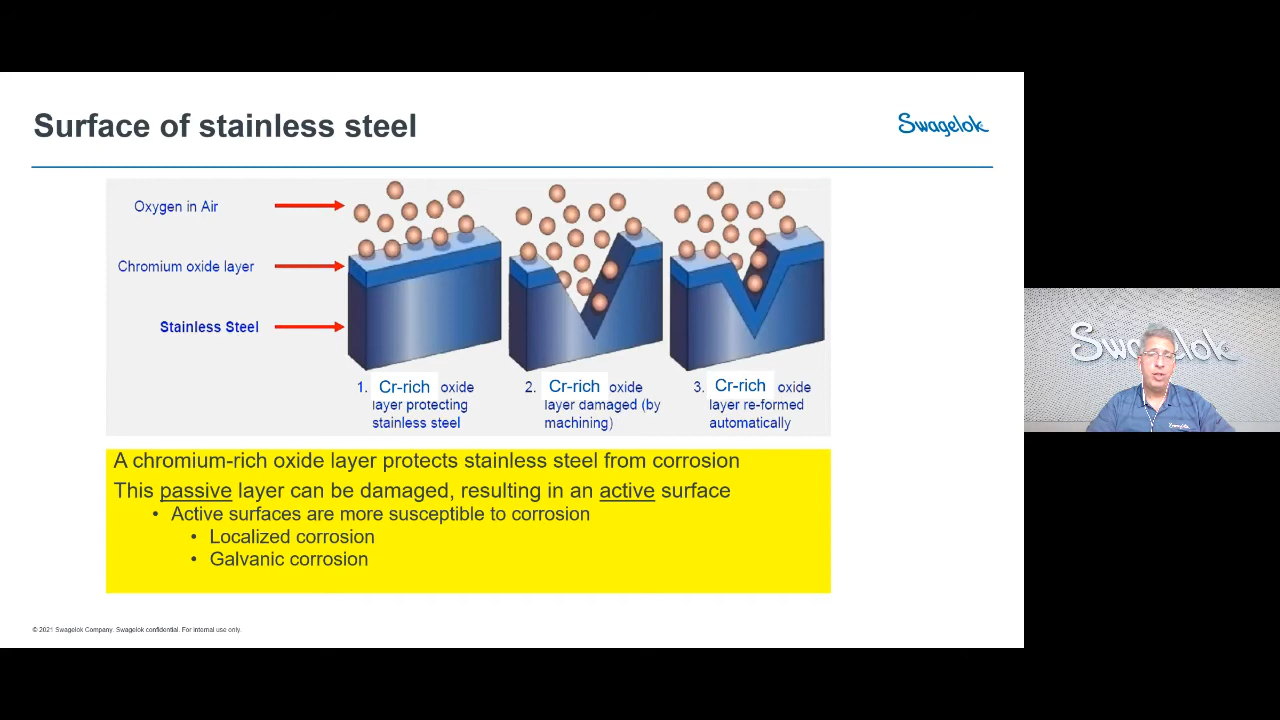 Surface of stainless steel
Swagelok
Oxygen in Air
Chromium oxide layer
Stainless Steel
1. Cr-rich oxide
layer protecting
stainless steel
2. Cr-rich oxide
layer damaged (by
machining)
3. Cr-rich oxide
layer re-formed
automatically
A chromium-rich oxide layer protects stainless steel from corrosion
This passive layer can be damaged, resulting in an active surface
• Active surfaces are more susceptible to corrosion
• Localized corrosion
• Galvanic corrosion
© 2021 Swagelok Company. Swagelok confidential. For internal use only.
Swagelok
Swagelok